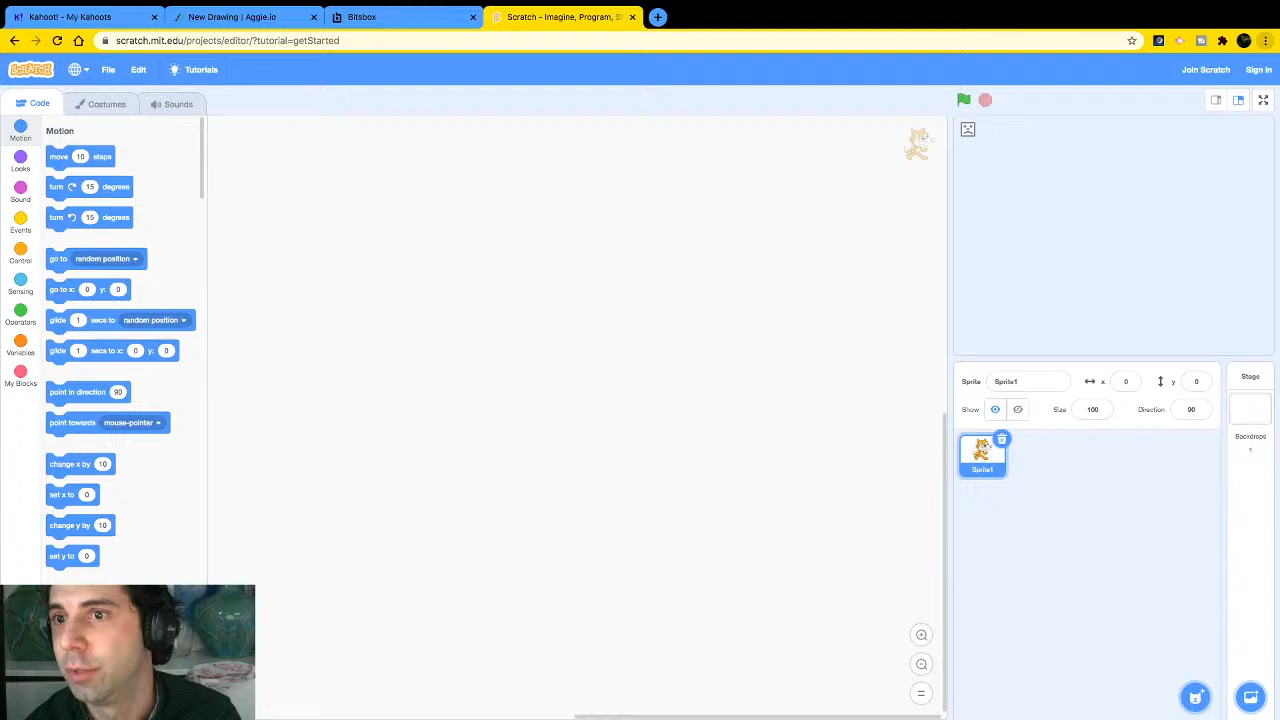 Kahoot! - My Kahoots
New Drawing | Aggie.io
Bitsbox
Scratch - Imagine, Program, S
scratch.mit.edu/projects/editor/?tutorial=getStarted
SCRATCH
File
Edit
Tutorials
Join Scratch
Sign in
Code
Costumes
Sounds
Motion
Looks
Sound
Events
Control
Sensing
Operators
Variables
My Blocks
Motion
move 10 steps
turn 15 degrees
turn 15 degrees
go to random position
go to x: 0 y: 0
glide 1 secs to random position
glide 1 secs to x: 0 y: 0
point in direction 90
point towards mouse-pointer
change x by 10
set x to 0
change y by 10
set y to 0
Sprite Sprite1 x 0 y 0
Show Size 100 Direction 90
Sprite1
Stage
Backdrops
1